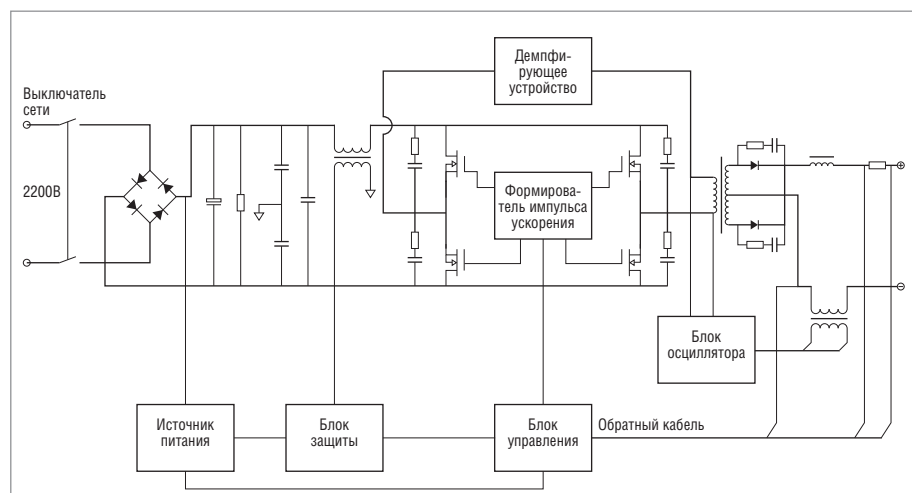 Демпфи-
рующее
устройство
Выключатель
сети
2200В
Формирова-
тель импульса
ускорения
Блок
осциллятора
Источник
питания
Блок
защиты
Блок
управления
Обратный кабель